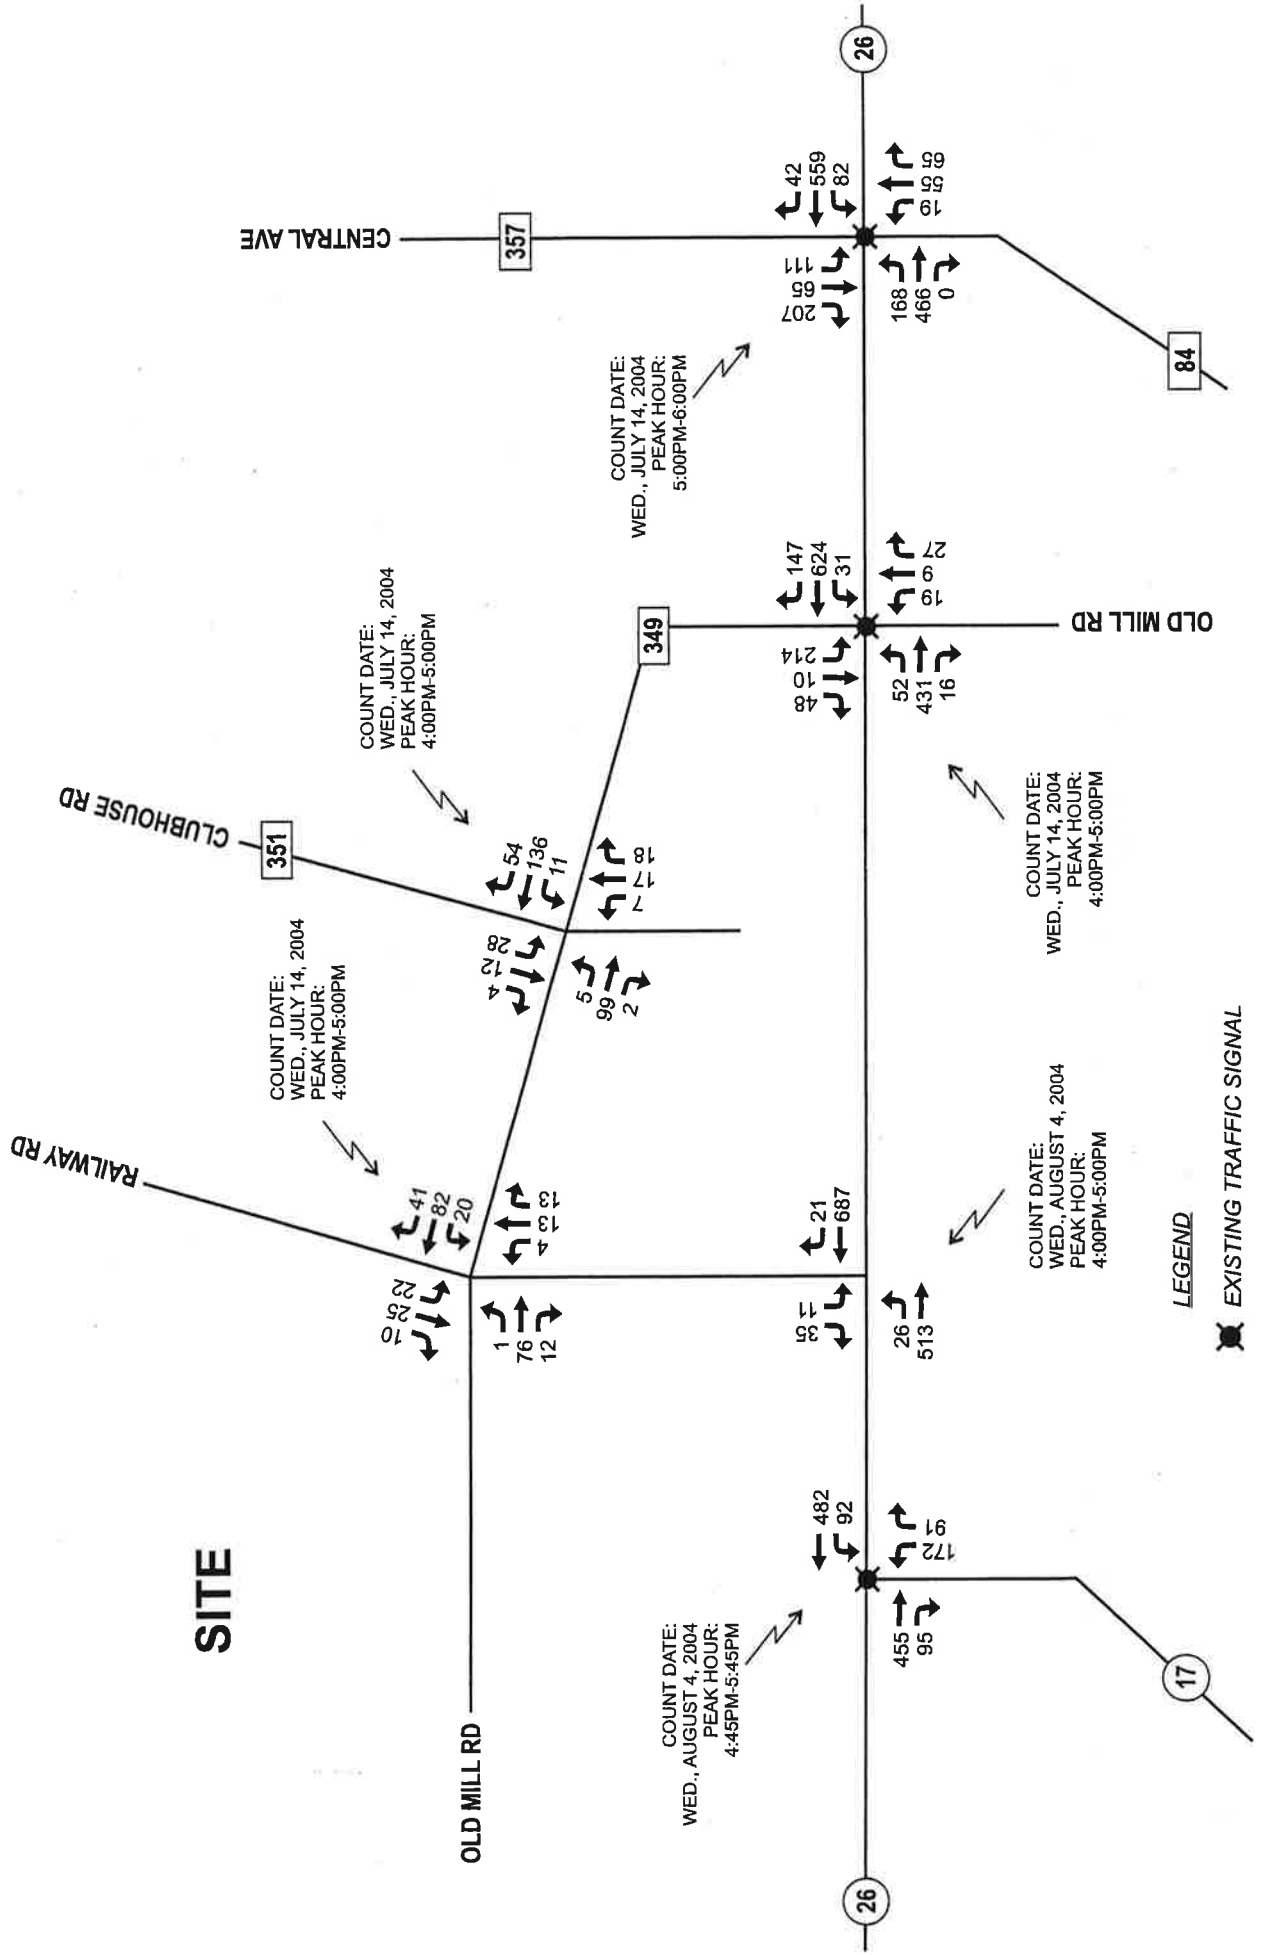 26
42
559
82
65
55
19
CENTRAL AVE
357
111
65
207
168
466
0
84
COUNT DATE:
WED., JULY 14, 2004
PEAK HOUR:
5:00PM-6:00PM
147
624
31
27
9
19
349
214
10
48
52
431
16
OLD MILL RD
COUNT DATE:
WED., JULY 14, 2004
PEAK HOUR:
4:00PM-5:00PM
COUNT DATE:
WED., JULY 14, 2004
PEAK HOUR:
4:00PM-5:00PM
CLUBHOUSE RD
351
54
136
11
18
17
7
28
12
4
5
99
2
COUNT DATE:
WED., JULY 14, 2004
PEAK HOUR:
4:00PM-5:00PM
RAILWAY RD
41
82
20
13
13
4
22
25
10
1
76
12
21
687
11
35
26
513
COUNT DATE:
WED., AUGUST 4, 2004
PEAK HOUR:
4:00PM-5:00PM
SITE
OLD MILL RD
482
92
91
172
455
95
COUNT DATE:
WED., AUGUST 4, 2004
PEAK HOUR:
4:45PM-5:45PM
17
26
LEGEND
EXISTING TRAFFIC SIGNAL